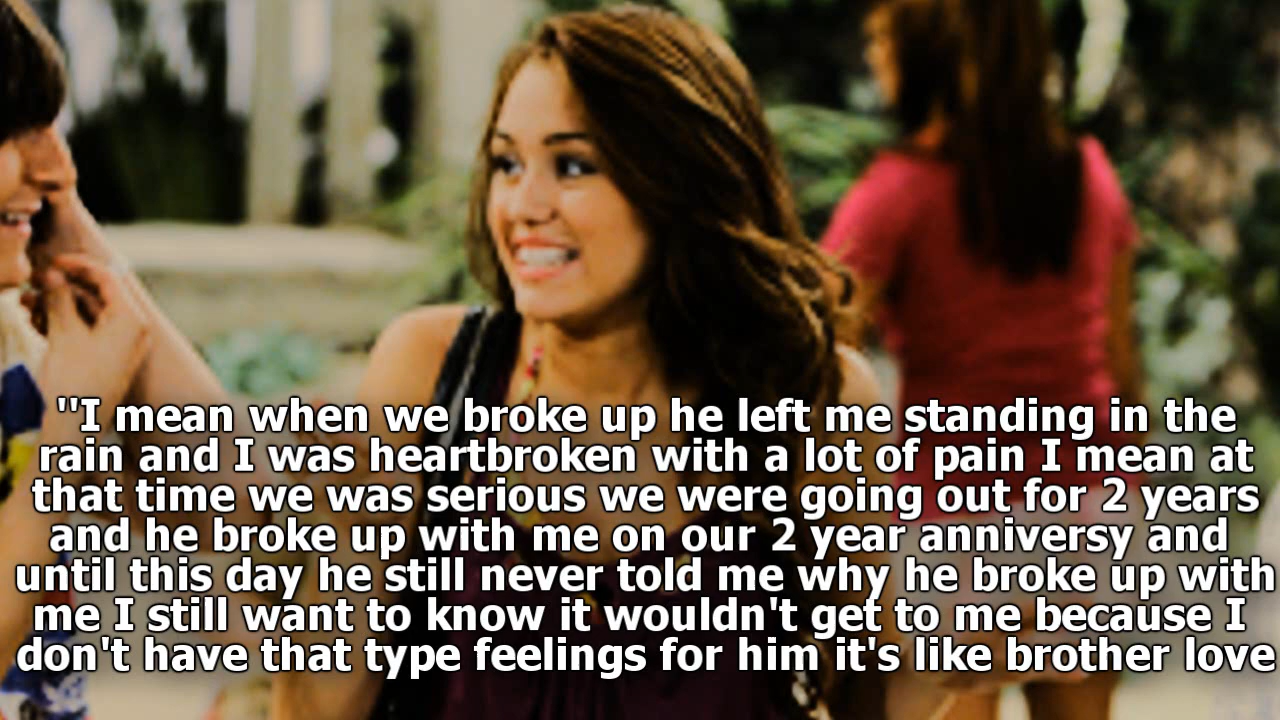 "I mean when we broke up he left me standing in the
rain and I was heartbroken with a lot of pain I mean at
that time we was serious we were going out for 2 years
and he broke up with me on our 2 year anniversy and
until this day he still never told me why he broke up with
me I still want to know it wouldn't get to me because I
don't have that type feelings for him it's like brother love